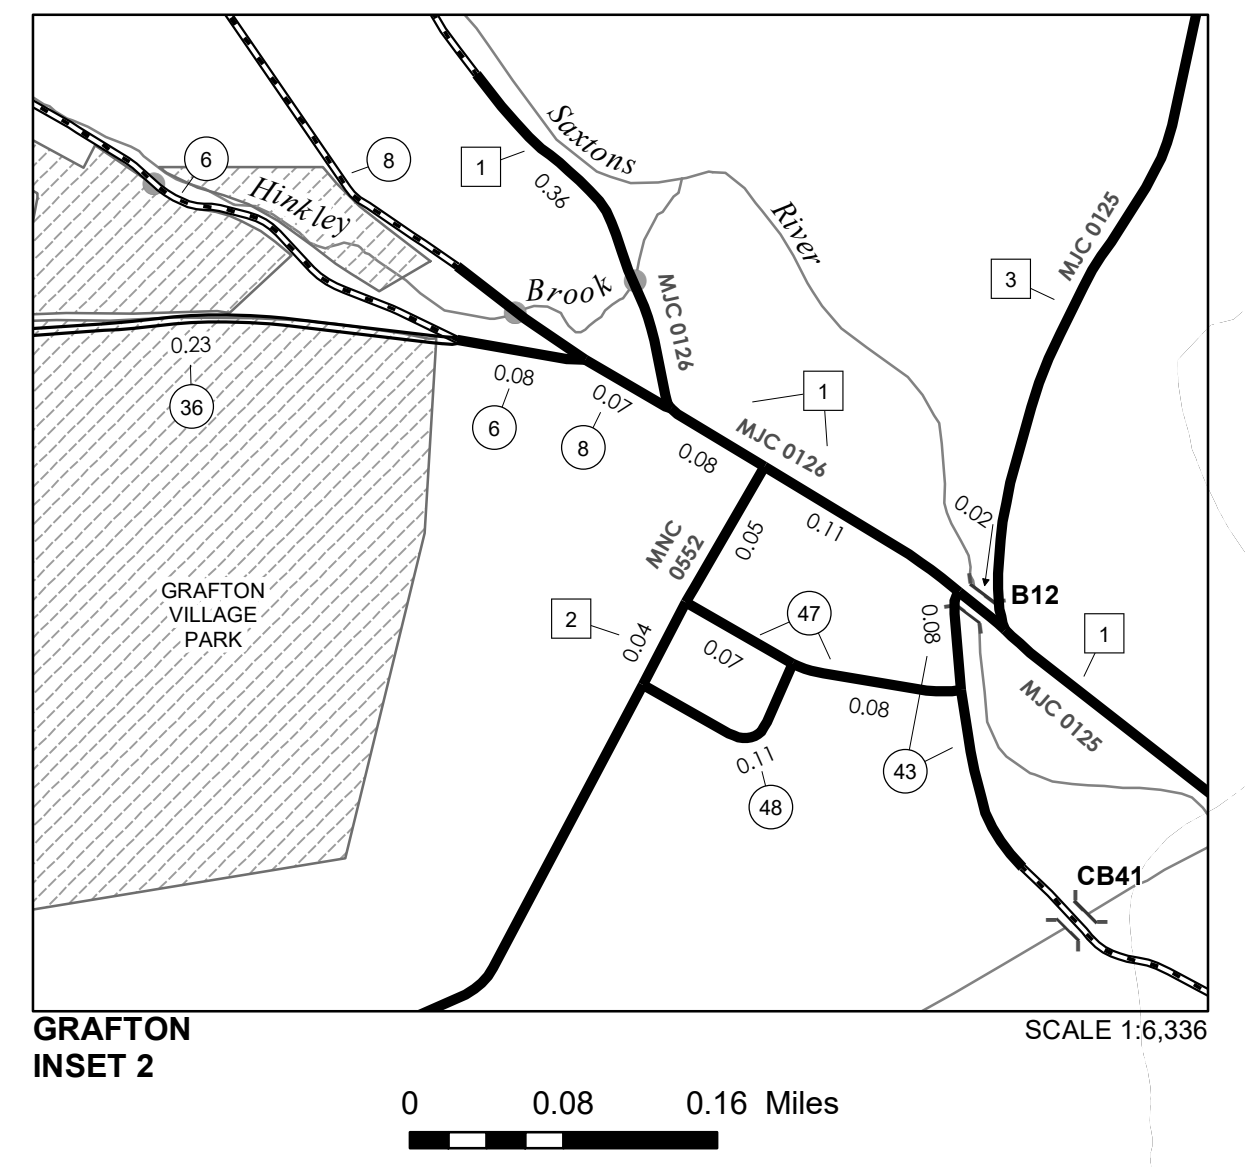 Saxtons
6
8
1
Hinkley
0.36
River
MJC 0125
3
Brook
MJC 0126
0.23
36
0.08
6
0.07
8
1
MJC 0126
0.08
0.11
0.02
MNC
0552
0.05
GRAFTON
VILLAGE
PARK
B12
2
0.04
47
0.07
0.08
1
0.08
MJC 0125
0.11
48
43
CB41
GRAFTON
INSET 2
SCALE 1:6,336
0 0.08 0.16 Miles